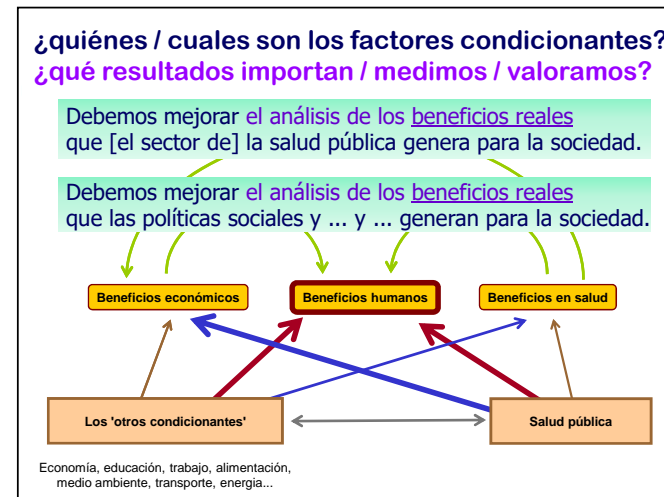 ¿quiénes / cuales son los factores condicionantes?
¿qué resultados importan / medimos / valoramos?
Debemos mejorar el análisis de los beneficios reales
que [el sector de] la salud pública genera para la sociedad.
Debemos mejorar el análisis de los beneficios reales
que las políticas sociales y ... y ... generan para la sociedad.
Beneficios económicos
Beneficios humanos
Beneficios en salud
Los 'otros condicionantes'
Salud pública
Economía, educación, trabajo, alimentación,
medio ambiente, transporte, energia...